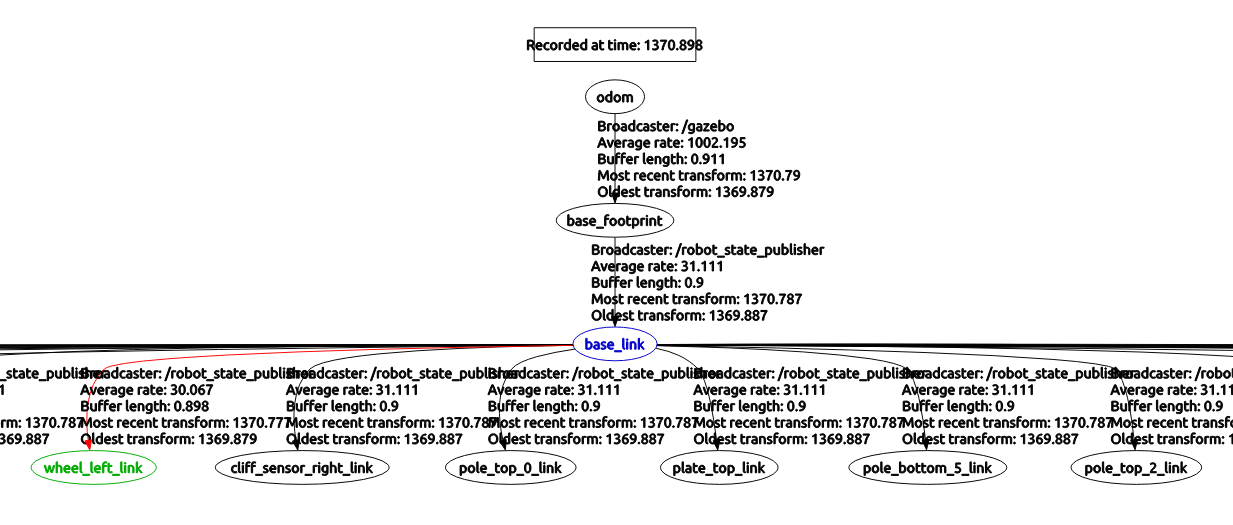 Recorded at time: 1370.898
odom
Broadcaster: /gazebo
Average rate: 1002.195
Buffer length: 0.911
Most recent transform: 1370.79
Oldest transform: 1369.879
base_footprint
Broadcaster: /robot_state_publisher
Average rate: 31.111
Buffer length: 0.9
Most recent transform: 1370.787
Oldest transform: 1369.887
base_link
_state_publisher
1
rm: 1370.787
369.887
Broadcaster: /robot_state_publisher
Average rate: 30.067
Buffer length: 0.898
Most recent transform: 1370.777
Oldest transform: 1369.879
wheel_left_link
Broadcaster: /robot_state_publisher
Average rate: 31.111
Buffer length: 0.9
Most recent transform: 1370.787
Oldest transform: 1369.887
cliff_sensor_right_link
Broadcaster: /robot_state_publisher
Average rate: 31.111
Buffer length: 0.9
Most recent transform: 1370.787
Oldest transform: 1369.887
pole_top_0_link
Broadcaster: /robot_state_publisher
Average rate: 31.111
Buffer length: 0.9
Most recent transform: 1370.787
Oldest transform: 1369.887
plate_top_link
Broadcaster: /robot_state_publisher
Average rate: 31.111
Buffer length: 0.9
Most recent transform: 1370.787
Oldest transform: 1369.887
pole_bottom_5_link
Broadcaster: /robot
Average rate: 31.11
Buffer length: 0.9
Most recent transf
Oldest transform: 1
pole_top_2_link